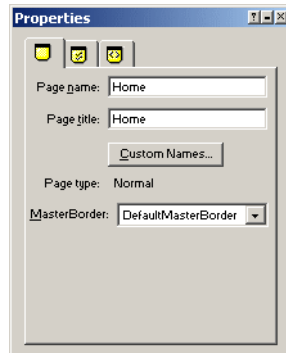 Properties
Page name: Home
Page title: Home
Custom Names...
Page type: Normal
MasterBorder: DefaultMasterBorder